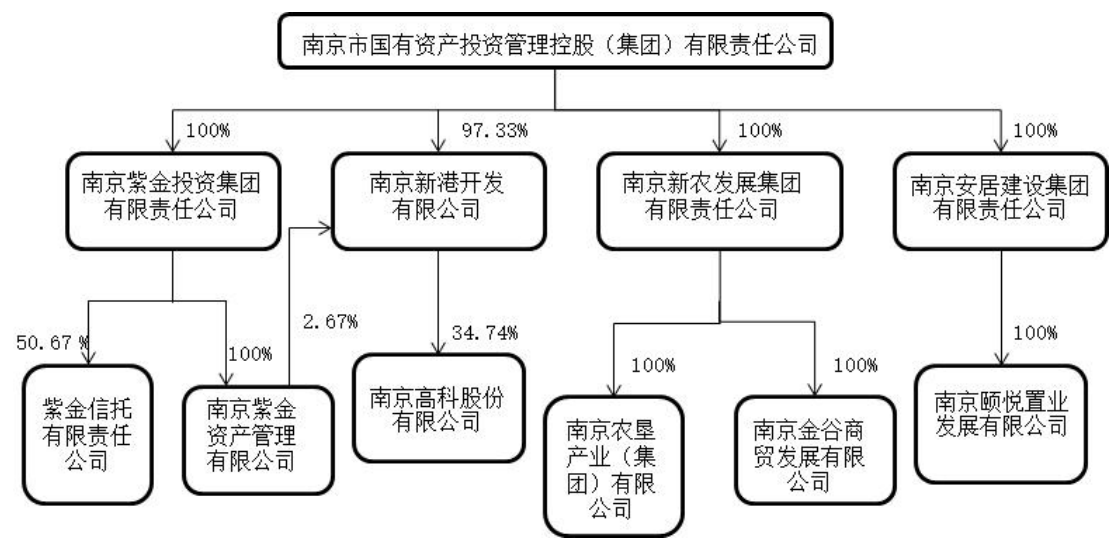 南京市国有资产投资管理控股（集团）有限责任公司
100%
97.33%
100%
100%
南京紫金投资集团
有限责任公司
南京新港开发
有限公司
南京新农发展集团
有限责任公司
南京安居建设集团
有限责任公司
50.67%
100%
2.67%
34.74%
100%
100%
100%
紫金信托
有限责任
公司
南京紫金
资产管理
有限公司
南京高科股份
有限公司
南京农垦
产业（集
团）有限
公司
南京金谷商
贸发展有限
公司
南京颐悦置业
发展有限公司